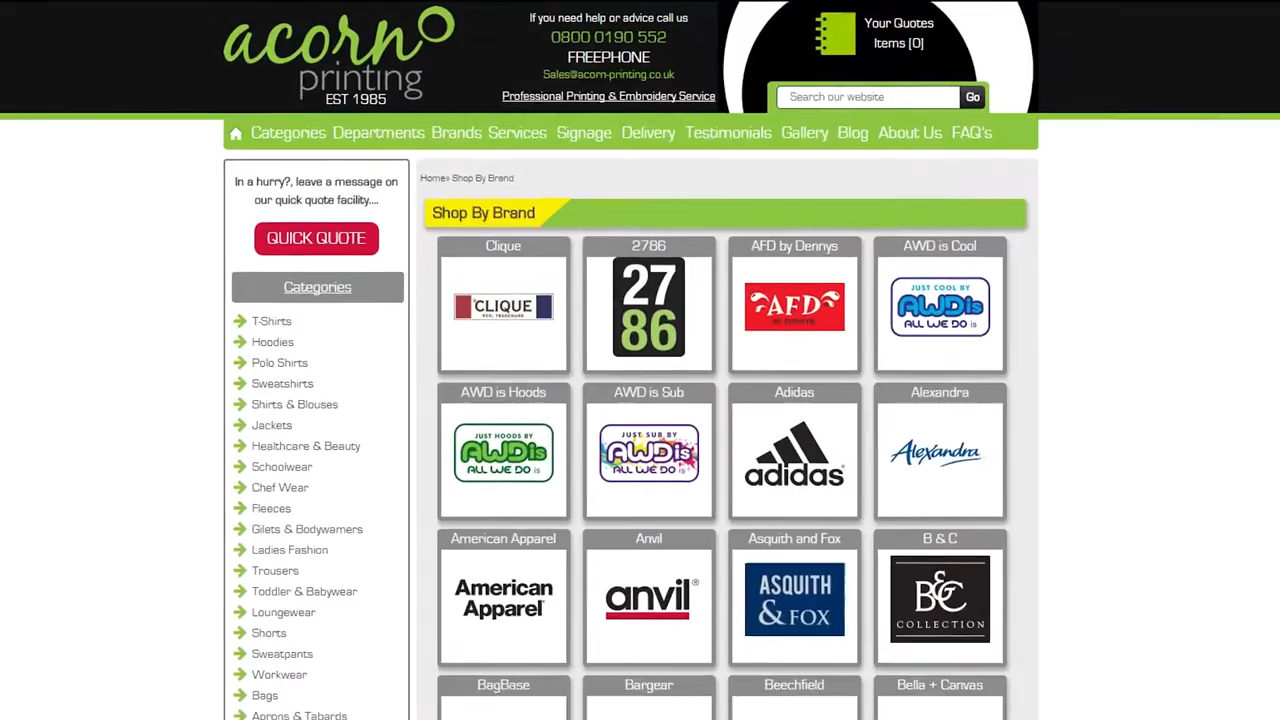 acorn
printing
EST 1985
If you need help or advice call us
0800 0190 552
FREEPHONE
Sales@acorn-printing.co.uk
Professional Printing & Embroidery Service
Your Quotes
Items [0]
Search our website
Go
Categories Departments Brands Services Signage Delivery Testimonials Gallery Blog About Us FAQ's
In a hurry?, leave a message on
our quick quote facility....
QUICK QUOTE
Categories
T-Shirts
Hoodies
Polo Shirts
Sweatshirts
Shirts & Blouses
Jackets
Healthcare & Beauty
Schoolwear
Chef Wear
Fleeces
Gilets & Bodywamers
Ladies Fashion
Trousers
Toddler & Babywear
Loungewear
Shorts
Sweatpants
Workwear
Bags
Aprons & Tabards
Home» Shop By Brand
Shop By Brand
Clique
CLIQUE
2786
27
86
AFD by Dennys
AFD
AWD is Cool
JUST COOL BY
AWDis
ALL WE DO is
AWD is Hoods
JUST HOODS BY
AWDis
ALL WE DO is
AWD is Sub
JUST SUB BY
AWDis
ALL WE DO is
Adidas
adidas
Alexandra
Alexandra
American Apparel
American
Apparel
Anvil
anvil®
Asquith and Fox
ASQUITH
& FOX
B & C
B&C
COLLECTION
BagBase
Bargear
Beechfield
Bella + Canvas